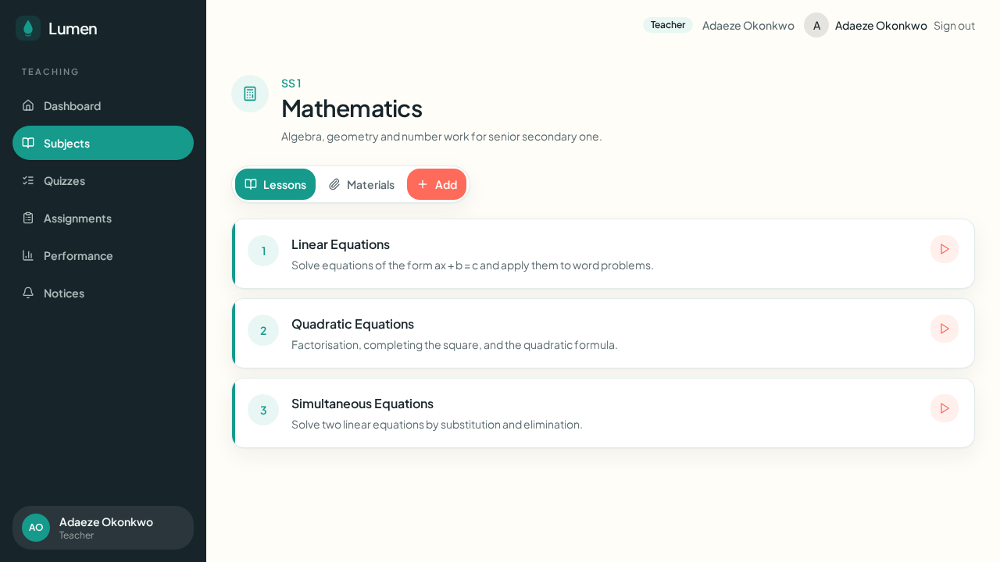 Lumen
TEACHING
Dashboard
Subjects
Quizzes
Assignments
Performance
Notices
AO
Adaeze Okonkwo
Teacher
Teacher Adaeze Okonkwo A Adaeze Okonkwo Sign out
SS 1
Mathematics
Algebra, geometry and number work for senior secondary one.
Lessons Materials Add
1
Linear Equations
Solve equations of the form ax + b = c and apply them to word problems.
2
Quadratic Equations
Factorisation, completing the square, and the quadratic formula.
3
Simultaneous Equations
Solve two linear equations by substitution and elimination.